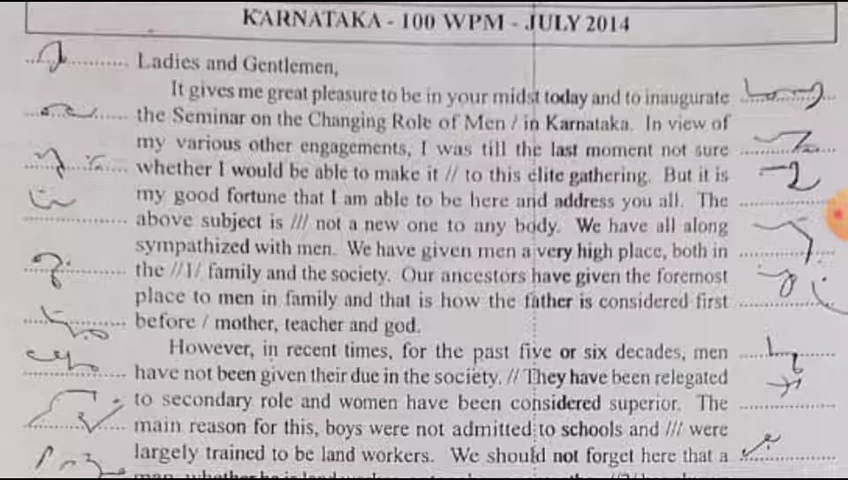 KARNATAKA - 100 WPM - JULY 2014
Ladies and Gentlemen,
It gives me great pleasure to be in your midst today and to inaugurate
the Seminar on the Changing Role of Men / in Karnataka. In view of
my various other engagements, I was till the last moment not sure
whether I would be able to make it // to this elite gathering. But it is
my good fortune that I am able to be here and address you all. The
above subject is /// not a new one to any body. We have all along
sympathized with men. We have given men a very high place, both in
the //1/ family and the society. Our ancestors have given the foremost
place to men in family and that is how the father is considered first
before / mother, teacher and god.
However, in recent times, for the past five or six decades, men
have not been given their due in the society. // They have been relegated
to secondary role and women have been considered superior. The
main reason for this, boys were not admitted to schools and /// were
largely trained to be land workers. We should not forget here that a